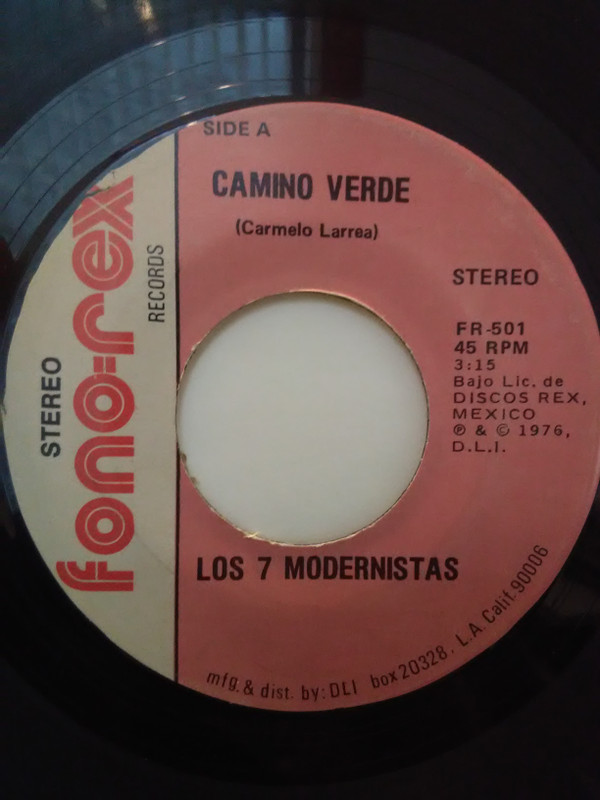 SIDE A
CAMINO VERDE
(Carmelo Larrea)
STEREO
FR-501
45 RPM
3:15
Bajo Lic. de
DISCOS REX,
MEXICO
℗ & © 1976,
D.L.I.
STEREO
fono-rex
RECORDS
LOS 7 MODERNISTAS
mfg. & dist. by: DLI box 20328. L.A. Calif. 90006